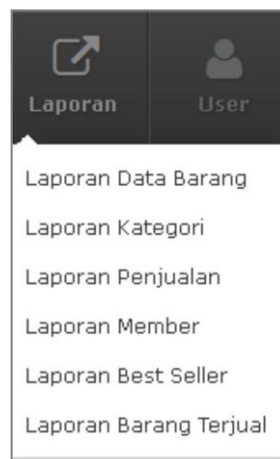 Laporan
User
Laporan Data Barang
Laporan Kategori
Laporan Penjualan
Laporan Member
Laporan Best Seller
Laporan Barang Terjual